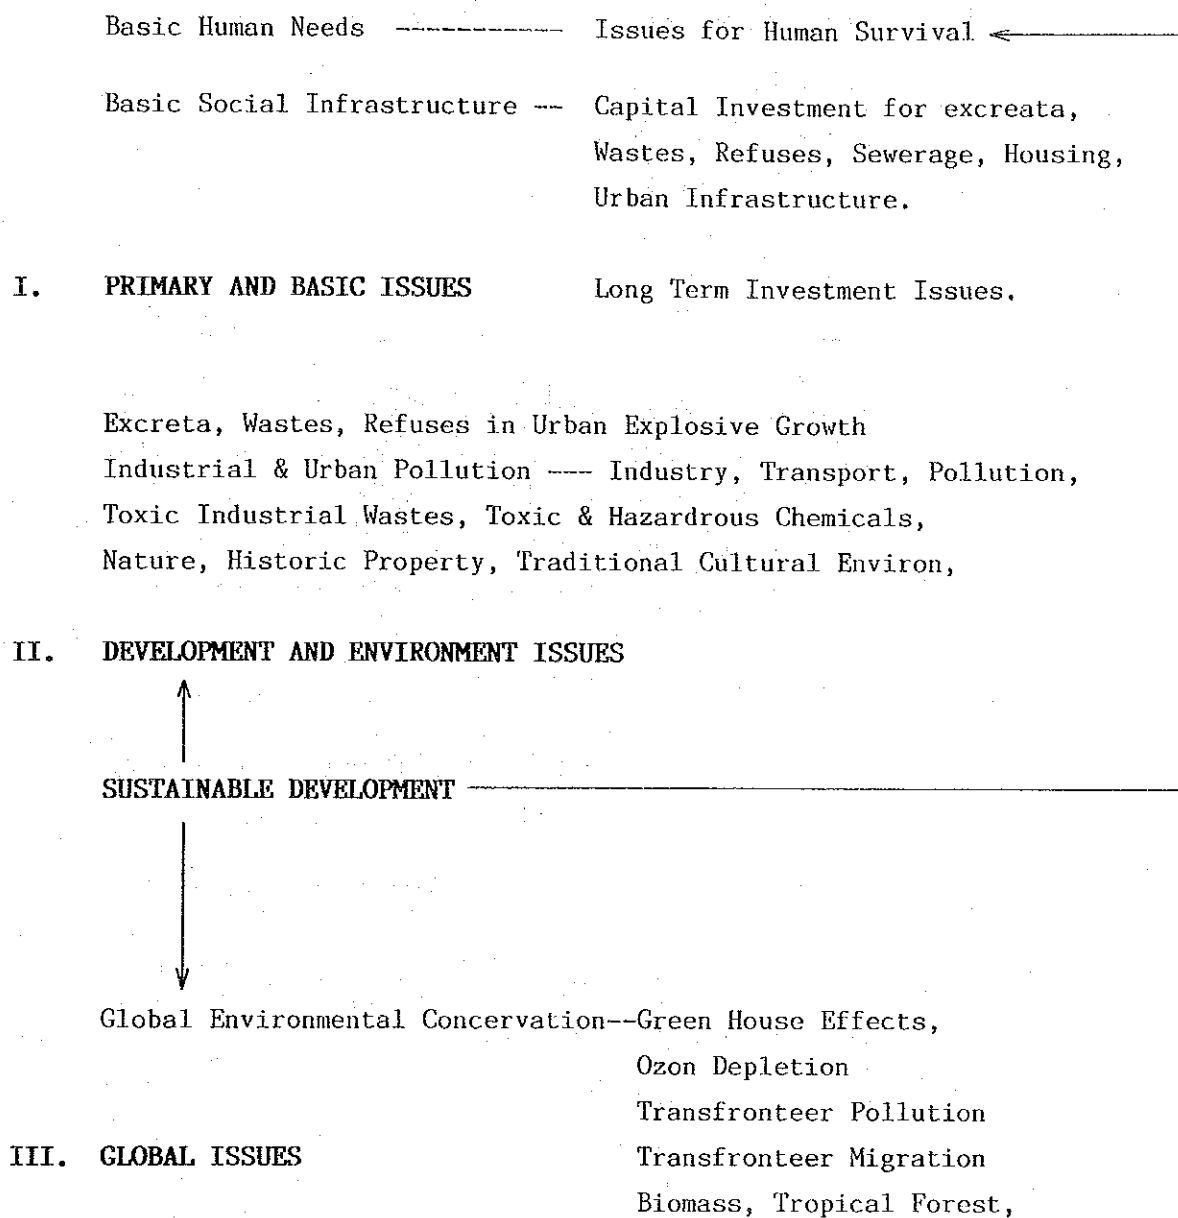 Basic Human Needs ----------- Issues for Human Survival
Basic Social Infrastructure -- Capital Investment for excreata,
Wastes, Refuses, Sewerage, Housing,
Urban Infrastructure.
I. PRIMARY AND BASIC ISSUES Long Term Investment Issues.
Excreta, Wastes, Refuses in Urban Explosive Growth
Industrial & Urban Pollution --- Industry, Transport, Pollution,
Toxic Industrial Wastes, Toxic & Hazardrous Chemicals,
Nature, Historic Property, Traditional Cultural Environ,
II. DEVELOPMENT AND ENVIRONMENT ISSUES
SUSTAINABLE DEVELOPMENT
Global Environmental Concervation--Green House Effects,
Ozon Depletion
Transfronteer Pollution
III. GLOBAL ISSUES Transfronteer Migration
Biomass, Tropical Forest,